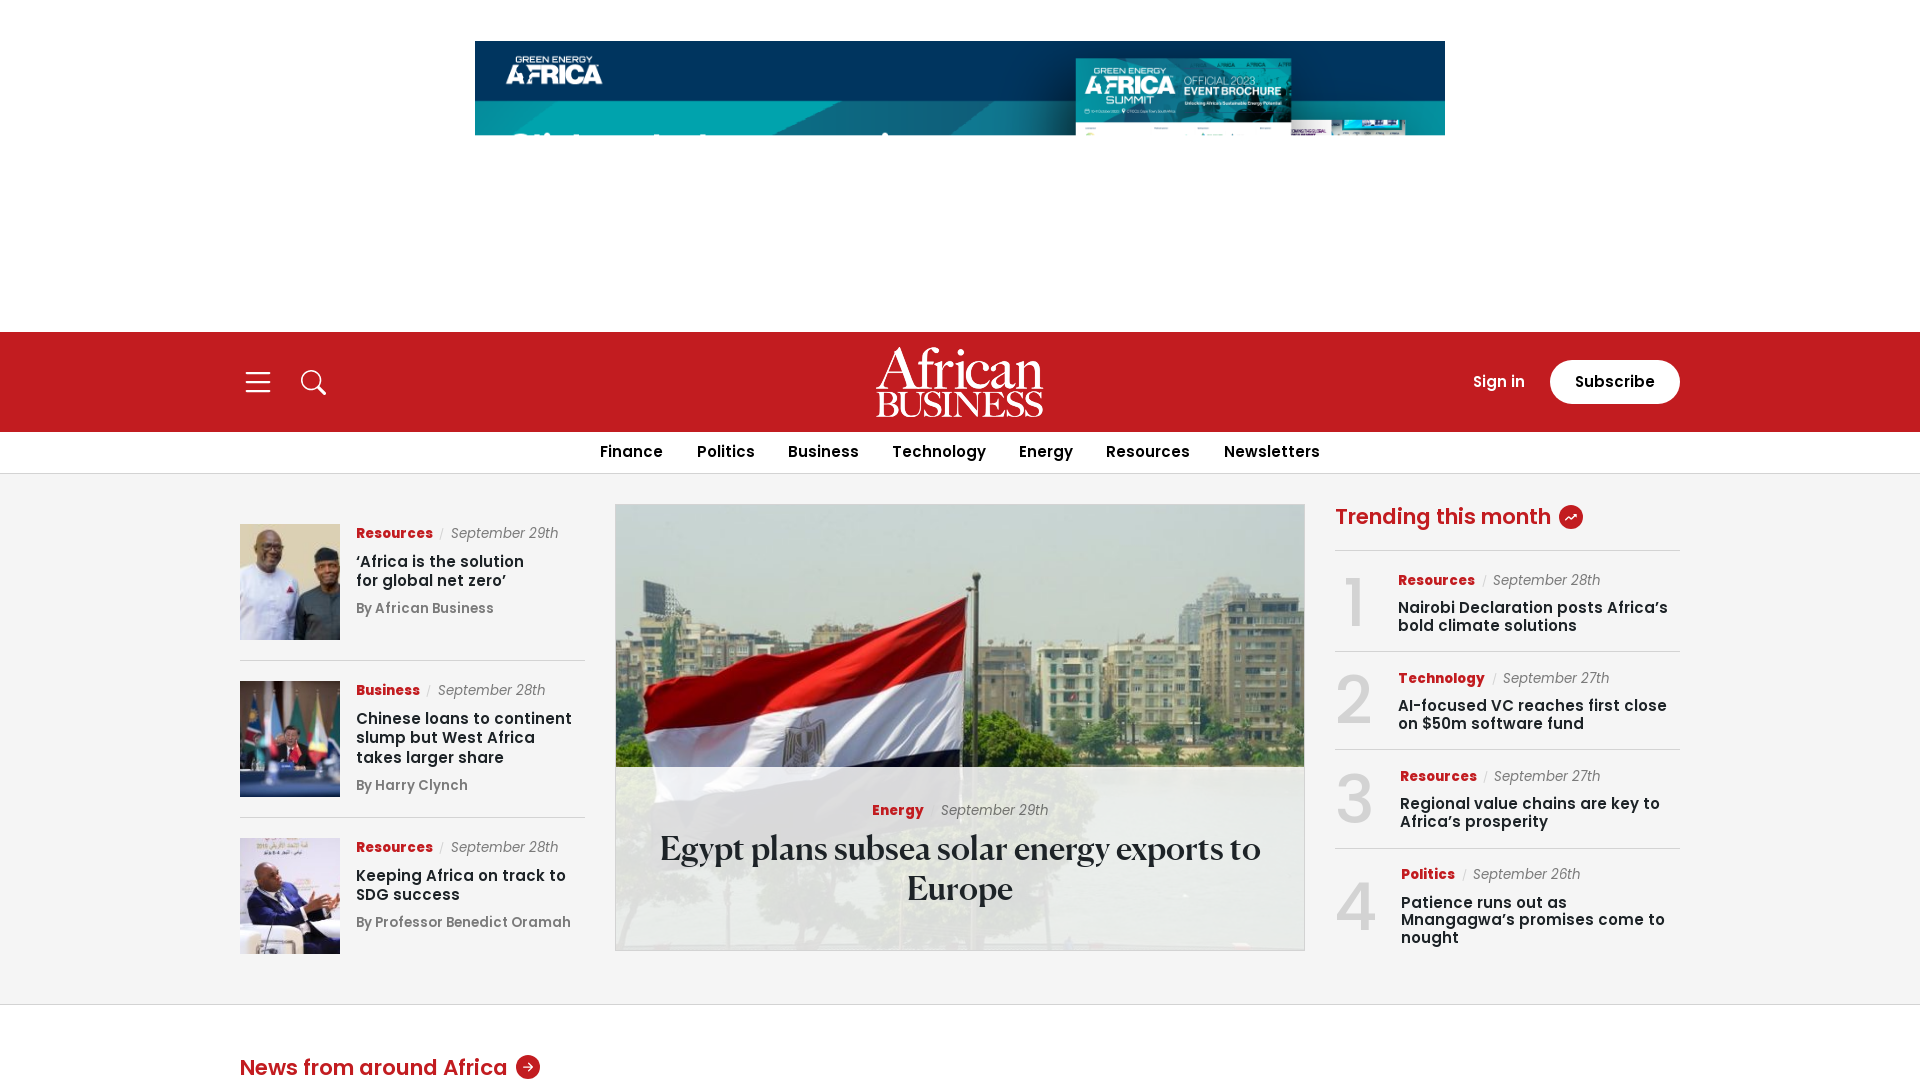 GREEN ENERGY
AFRICA
GREEN ENERGY
AFRICA
SUMMIT
OFFICIAL 2023
EVENT BROCHURE
Unlocking Africa's Sustainable Energy Potential
African
BUSINESS
Sign in
Subscribe
Finance
Politics
Business
Technology
Energy
Resources
Newsletters
Resources / September 29th
‘Africa is the solution
for global net zero’
By African Business
Business / September 28th
Chinese loans to continent
slump but West Africa
takes larger share
By Harry Clynch
Resources / September 28th
Keeping Africa on track to
SDG success
By Professor Benedict Oramah
Energy September 29th
Egypt plans subsea solar energy exports to
Europe
Trending this month
1
Resources / September 28th
Nairobi Declaration posts Africa’s
bold climate solutions
2
Technology / September 27th
AI-focused VC reaches first close
on $50m software fund
3
Resources / September 27th
Regional value chains are key to
Africa’s prosperity
4
Politics / September 26th
Patience runs out as
Mnangagwa’s promises come to
nought
News from around Africa